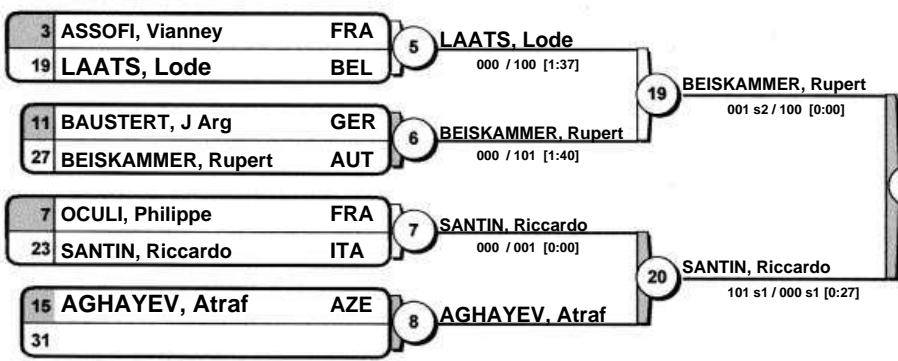 3 ASSOFI, Vianney FRA
19 LAATS, Lode BEL
5
LAATS, Lode
000 / 100 [1:37]
11 BAUSTERT, J Arg GER
27 BEISKAMMER, Rupert AUT
6
BEISKAMMER, Rupert
000 / 101 [1:40]
19
BEISKAMMER, Rupert
001 s2 / 100 [0:00]
7 OCULI, Philippe FRA
23 SANTIN, Riccardo ITA
7
SANTIN, Riccardo
000 / 001 [0:00]
15 AGHAYEV, Atraf AZE
31
8
AGHAYEV, Atraf
20
SANTIN, Riccardo
101 s1 / 000 s1 [0:27]